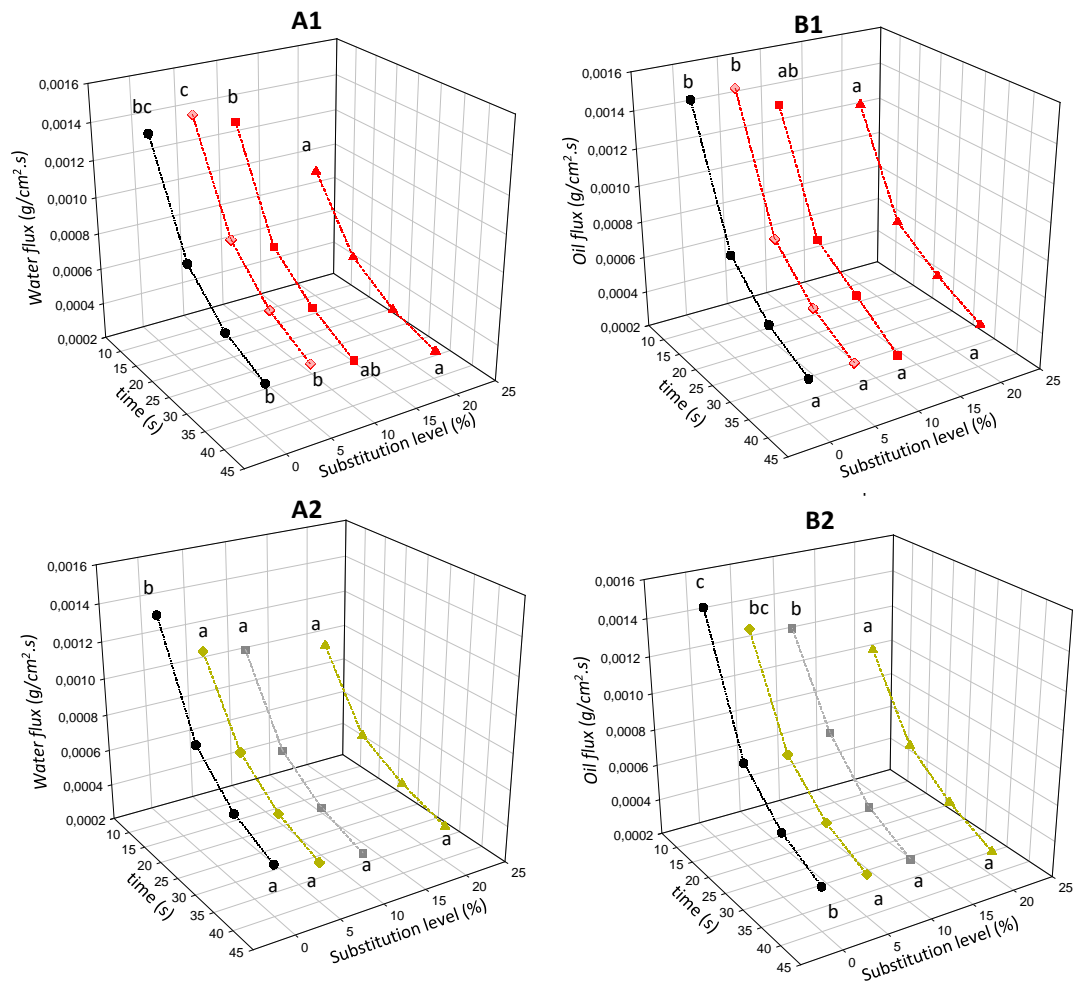 A1
0,0016
0,0014
0,0012
0,0010
0,0008
0,0006
0,0004
0,0002
Water flux (g/cm².s)
bc
c
b
a
b
b
ab
a
10
15
20
25
30
35
40
45
time (s)
0
5
10
15
20
25
Substitution level (%)
B1
0,0016
0,0014
0,0012
0,0010
0,0008
0,0006
0,0004
0,0002
Oil flux (g/cm².s)
b
b
ab
a
a
a
a
a
10
15
20
25
30
35
40
45
time (s)
0
5
10
15
20
25
Substitution level (%)
A2
0,0016
0,0014
0,0012
0,0010
0,0008
0,0006
0,0004
0,0002
Water flux (g/cm².s)
b
a
a
a
a
a
a
a
10
15
20
25
30
35
40
45
time (s)
0
5
10
15
20
25
Substitution level (%)
B2
0,0016
0,0014
0,0012
0,0010
0,0008
0,0006
0,0004
0,0002
Oil flux (g/cm².s)
c
bc
b
a
b
a
a
a
10
15
20
25
30
35
40
45
time (s)
0
5
10
15
20
25
Substitution level (%)